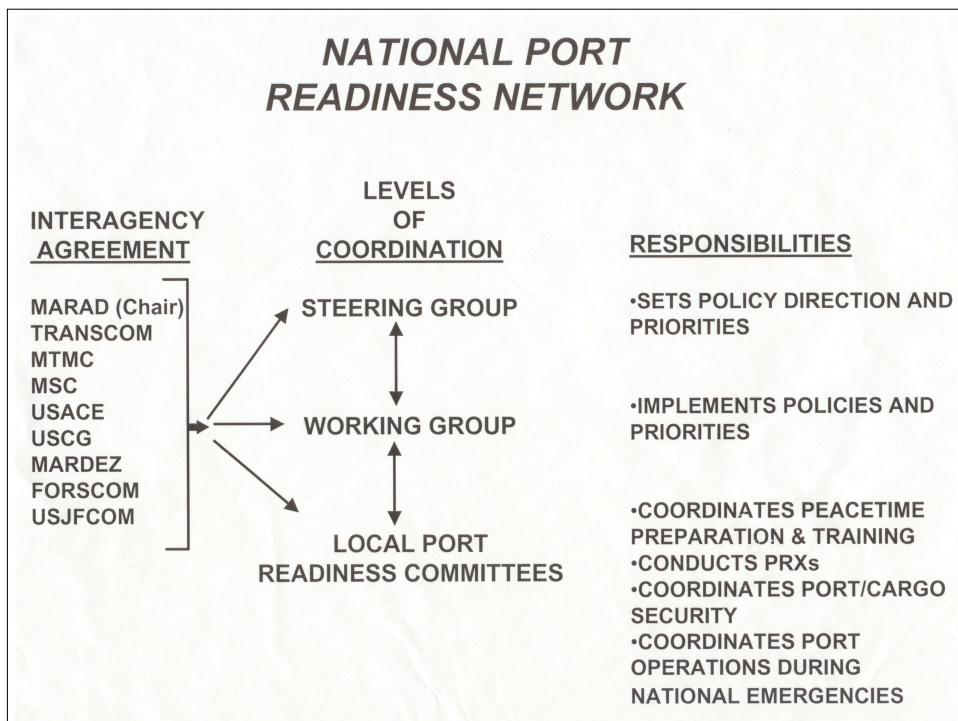 NATIONAL PORT
READINESS NETWORK
INTERAGENCY
AGREEMENT
MARAD (Chair)
TRANSCOM
MTMC
MSC
USACE
USCG
MARDEZ
FORSCOM
USJFCOM
LEVELS
OF
COORDINATION
STEERING GROUP
WORKING GROUP
LOCAL PORT
READINESS COMMITTEES
RESPONSIBILITIES
•SETS POLICY DIRECTION AND
PRIORITIES
•IMPLEMENTS POLICIES AND
PRIORITIES
•COORDINATES PEACETIME
PREPARATION & TRAINING
•CONDUCTS PRXs
•COORDINATES PORT/CARGO
SECURITY
•COORDINATES PORT
OPERATIONS DURING
NATIONAL EMERGENCIES